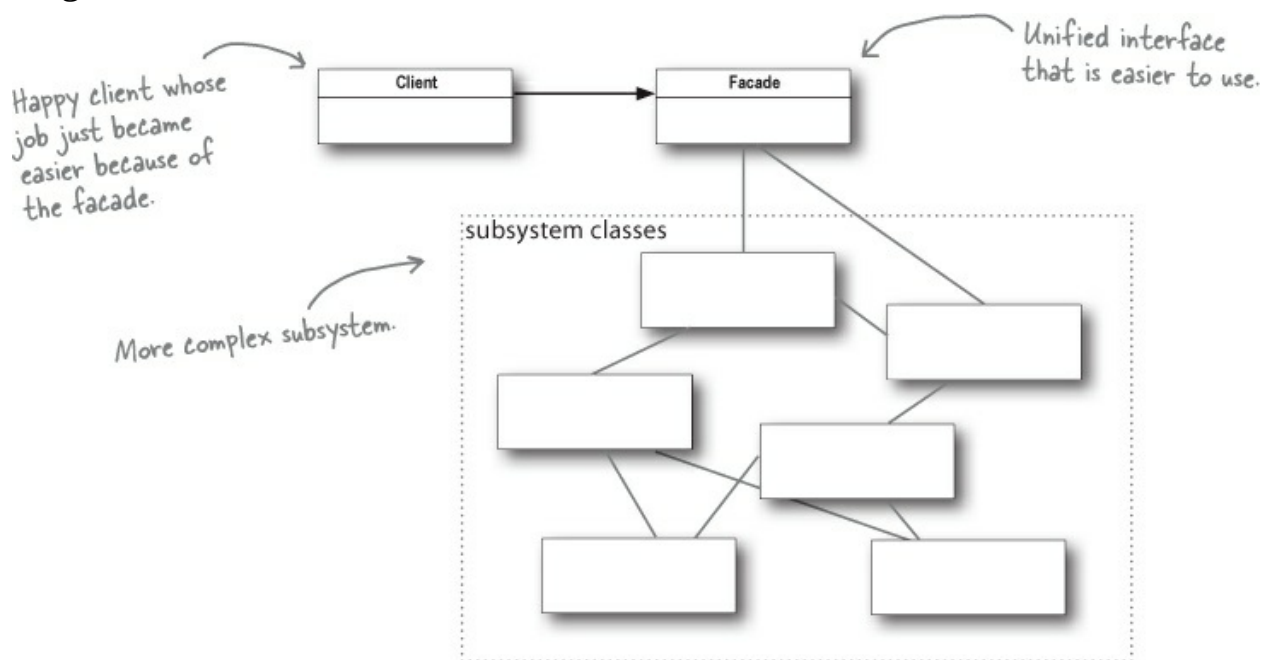 Happy client whose
job just became
easier because of
the facade.
Client
Facade
Unified interface
that is easier to use.
subsystem classes
More complex subsystem.